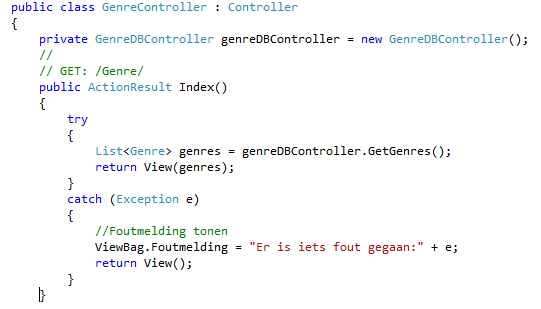 public class GenreController : Controller
{
private GenreDBController genreDBController = new GenreDBController();
//
// GET: /Genre/
public ActionResult Index()
{
try
{
List<Genre> genres = genreDBController.GetGenres();
return View(genres);
}
catch (Exception e)
{
//Foutmelding tonen
ViewBag.Foutmelding = "Er is iets fout gegaan:" + e;
return View();
}
}